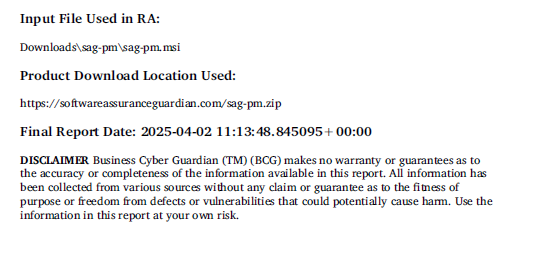 Input File Used in RA:
Downloads\sag-pm\sag-pm.msi
Product Download Location Used:
https://softwareassuranceguardian.com/sag-pm.zip
Final Report Date: 2025-04-02 11:13:48.845095+00:00
DISCLAIMER Business Cyber Guardian (TM) (BCG) makes no warranty or guarantees as to
the accuracy or completeness of the information available in this report. All information has
been collected from various sources without any claim or guarantee as to the fitness of
purpose or freedom from defects or vulnerabilities that could potentially cause harm. Use the
information in this report at your own risk.